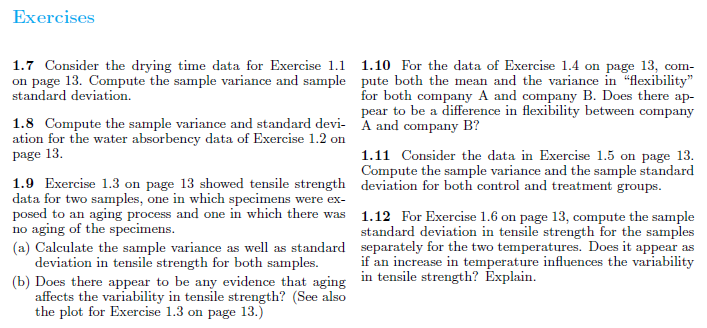 Exercises
1.7 Consider the drying time data for Exercise 1.1
on page 13. Compute the sample variance and sample
standard deviation.
1.8 Compute the sample variance and standard devi-
ation for the water absorbency data of Exercise 1.2 on
page 13.
1.9 Exercise 1.3 on page 13 showed tensile strength
data for two samples, one in which specimens were ex-
posed to an aging process and one in which there was
no aging of the specimens.
(a) Calculate the sample variance as well as standard
deviation in tensile strength for both samples.
(b) Does there appear to be any evidence that aging
affects the variability in tensile strength? (See also
the plot for Exercise 1.3 on page 13.)
1.10 For the data of Exercise 1.4 on page 13, com-
pute both the mean and the variance in “flexibility”
for both company A and company B. Does there ap-
pear to be a difference in flexibility between company
A and company B?
1.11 Consider the data in Exercise 1.5 on page 13.
Compute the sample variance and the sample standard
deviation for both control and treatment groups.
1.12 For Exercise 1.6 on page 13, compute the sample
standard deviation in tensile strength for the samples
separately for the two temperatures. Does it appear as
if an increase in temperature influences the variability
in tensile strength? Explain.